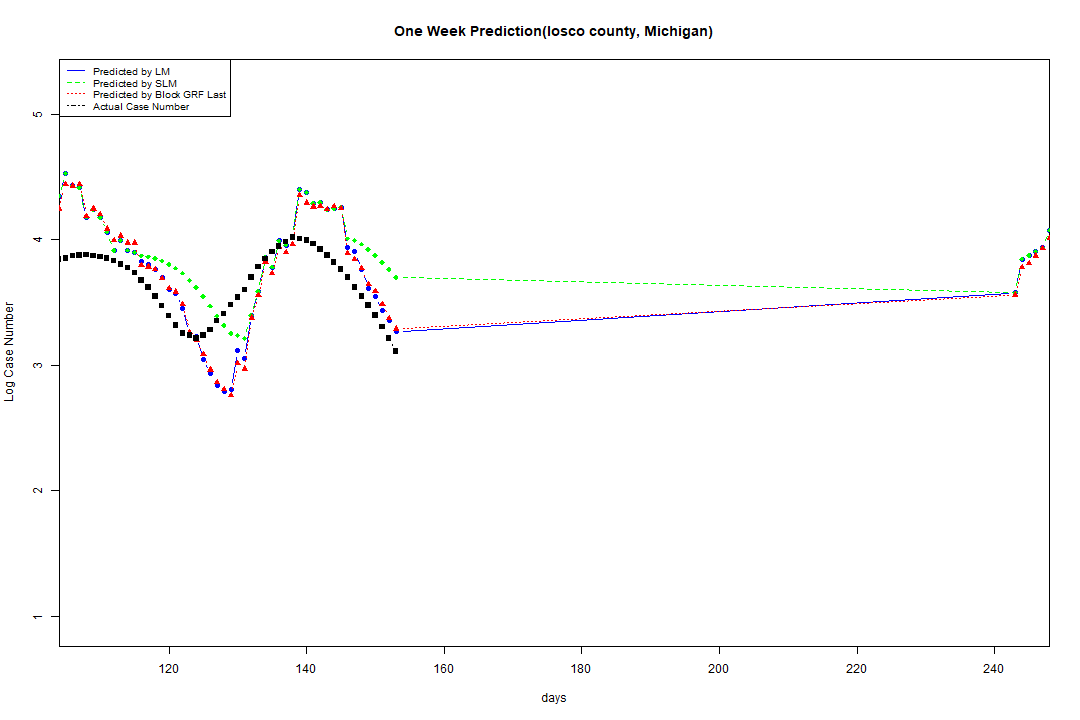 One Week Prediction(Iosco county, Michigan)
Predicted by LM
Predicted by SLM
Predicted by Block GRF Last
Actual Case Number
Log Case Number
5
4
3
2
1
120
140
160
180
200
220
240
days